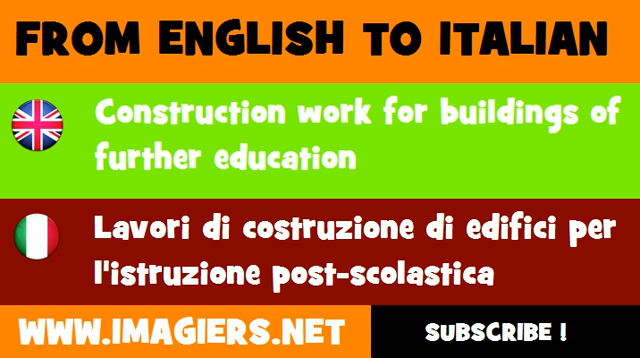 FROM ENGLISH TO ITALIAN
Construction work for buildings of
further education
Lavori di costruzione di edifici per
l'istruzione post-scolastica
WWW.IMAGIERS.NET
SUBSCRIBE !